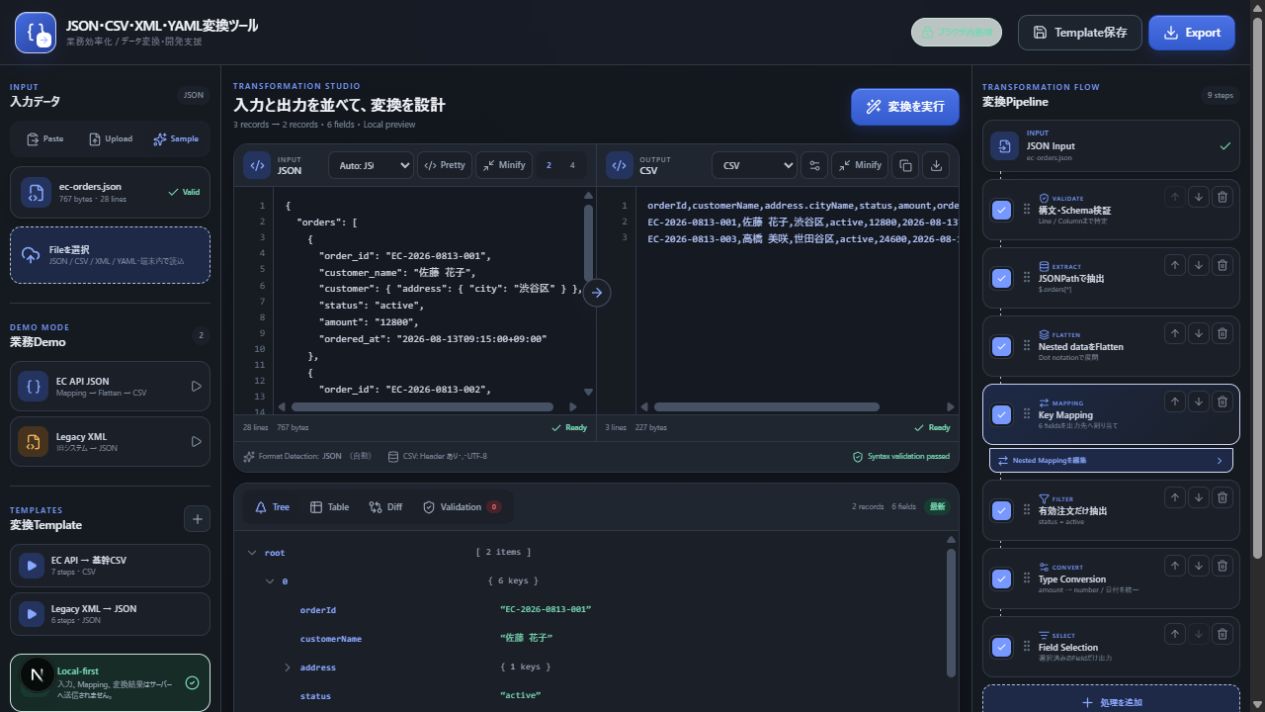 JSON・CSV・XML・YAML変換ツール
業務効率化 / データ変換・開発支援
Template保存
Export
INPUT
入力データ
JSON
Paste
Upload
Sample
ec-orders.json
767 bytes · 28 lines
Valid
Fileを選択
JSON / CSV / XML / YAML・端末内で読込
DEMO MODE
業務Demo
2
EC API JSON
Mapping → Flatten → CSV
Legacy XML
旧システム → JSON
TEMPLATES
変換Template
EC API → 基幹CSV
7 steps · CSV
Legacy XML → JSON
6 steps · JSON
N
Local-first
入力、Mapping、変換結果はサーバー
へ送信されません。
TRANSFORMATION STUDIO
入力と出力を並べて、変換を設計
3 records → 2 records · 6 fields · Local preview
変換を実行
INPUT
JSON
Auto: JS
Pretty
Minify
2
4
1 {
2 "orders": [
3 {
4 "order_id": "EC-2026-0813-001",
5 "customer_name": "佐藤 花子",
6 "customer": { "address": { "city": "渋谷区" } },
7 "status": "active",
8 "amount": "12800",
9 "ordered_at": "2026-08-13T09:15:00+09:00"
10 },
11 {
12 "order_id": "EC-2026-0813-002",
13
14
28 lines 767 bytes
Ready
OUTPUT
CSV
CSV
Minify
1 orderId,customerName,address.cityName,status,amount,orde
2 EC-2026-0813-001,佐藤 花子,渋谷区,active,12800,2026-08-13
3 EC-2026-0813-003,高橋 美咲,世田谷区,active,24600,2026-08-
3 lines 227 bytes
Ready
Format Detection: JSON （自動）
CSV: Header あり・,・UTF-8
Syntax validation passed
Tree
Table
Diff
Validation 0
2 records 6 fields 最新
root [ 2 items ]
0 { 6 keys }
orderId "EC-2026-0813-001"
customerName "佐藤 花子"
address { 1 keys }
status "active"
TRANSFORMATION FLOW
変換Pipeline
9 steps
INPUT
JSON Input
ec-orders.json
VALIDATE
構文・Schema検証
Line / Columnまで特定
EXTRACT
JSONPathで抽出
$.orders[*]
FLATTEN
Nested dataをFlatten
Dot notationで展開
MAPPING
Key Mapping
6 fieldsを出力先へ割り当て
Nested Mappingを編集
FILTER
有効注文だけ抽出
status = active
CONVERT
Type Conversion
amount → number / 日付を統一
SELECT
Field Selection
選択済みのFieldだけ出力
処理を追加